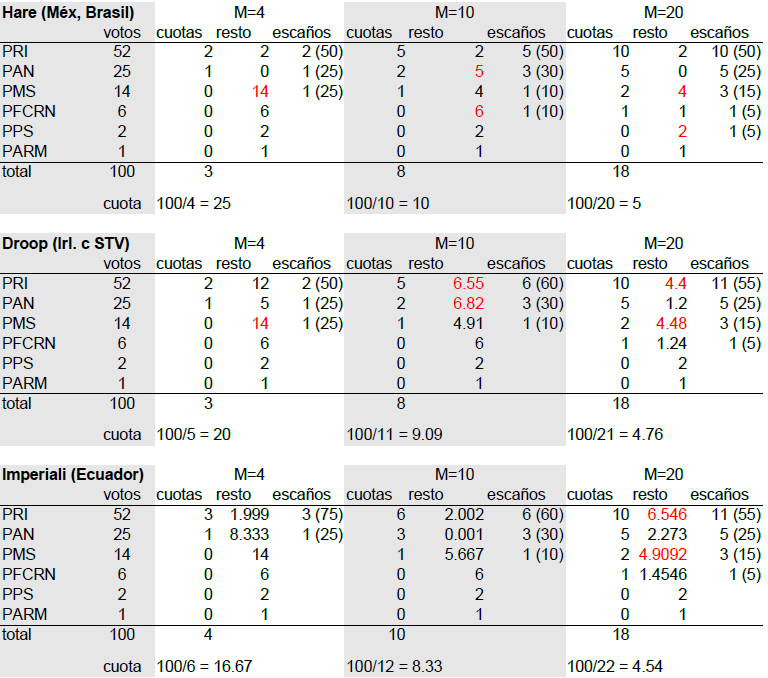 Hare (Méx, Brasil) M=4 M=10 M=20
votos cuotas resto escaños cuotas resto escaños cuotas resto escaños
PRI 52 2 2 2 (50) 5 2 5 (50) 10 2 10 (50)
PAN 25 1 0 1 (25) 2 5 3 (30) 5 0 5 (25)
PMS 14 0 14 1 (25) 1 4 1 (10) 2 4 3 (15)
PFCRN 6 0 6 0 6 1 (10) 1 1 1 (5)
PPS 2 0 2 0 2 0 2 1 (5)
PARM 1 0 1 0 1 0 1
total 100 3 8 18
cuota 100/4 = 25 100/10 = 10 100/20 = 5
Droop (Irl. c STV) M=4 M=10 M=20
votos cuotas resto escaños cuotas resto escaños cuotas resto escaños
PRI 52 2 12 2 (50) 5 6.55 6 (60) 10 4.4 11 (55)
PAN 25 1 5 1 (25) 2 6.82 3 (30) 5 1.2 5 (25)
PMS 14 0 14 1 (25) 1 4.91 1 (10) 2 4.48 3 (15)
PFCRN 6 0 6 0 6 1 1.24 1 (5)
PPS 2 0 2 0 2 0 2
PARM 1 0 1 0 1 0 1
total 100 3 8 18
cuota 100/5 = 20 100/11 = 9.09 100/21 = 4.76
Imperiali (Ecuador) M=4 M=10 M=20
votos cuotas resto escaños cuotas resto escaños cuotas resto escaños
PRI 52 3 1.999 3 (75) 6 2.002 6 (60) 10 6.546 11 (55)
PAN 25 1 8.333 1 (25) 3 0.001 3 (30) 5 2.273 5 (25)
PMS 14 0 14 1 5.667 1 (10) 2 4.9092 3 (15)
PFCRN 6 0 6 0 6 1 1.4546 1 (5)
PPS 2 0 2 0 2 0 2
PARM 1 0 1 0 1 0 1
total 100 4 10 18
cuota 100/6 = 16.67 100/12 = 8.33 100/22 = 4.54